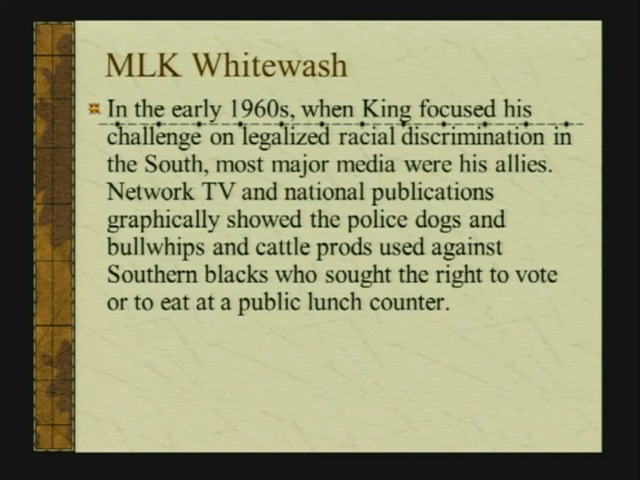 MLK Whitewash
In the early 1960s, when King focused his
challenge on legalized racial discrimination in
the South, most major media were his allies.
Network TV and national publications
graphically showed the police dogs and
bullwhips and cattle prods used against
Southern blacks who sought the right to vote
or to eat at a public lunch counter.